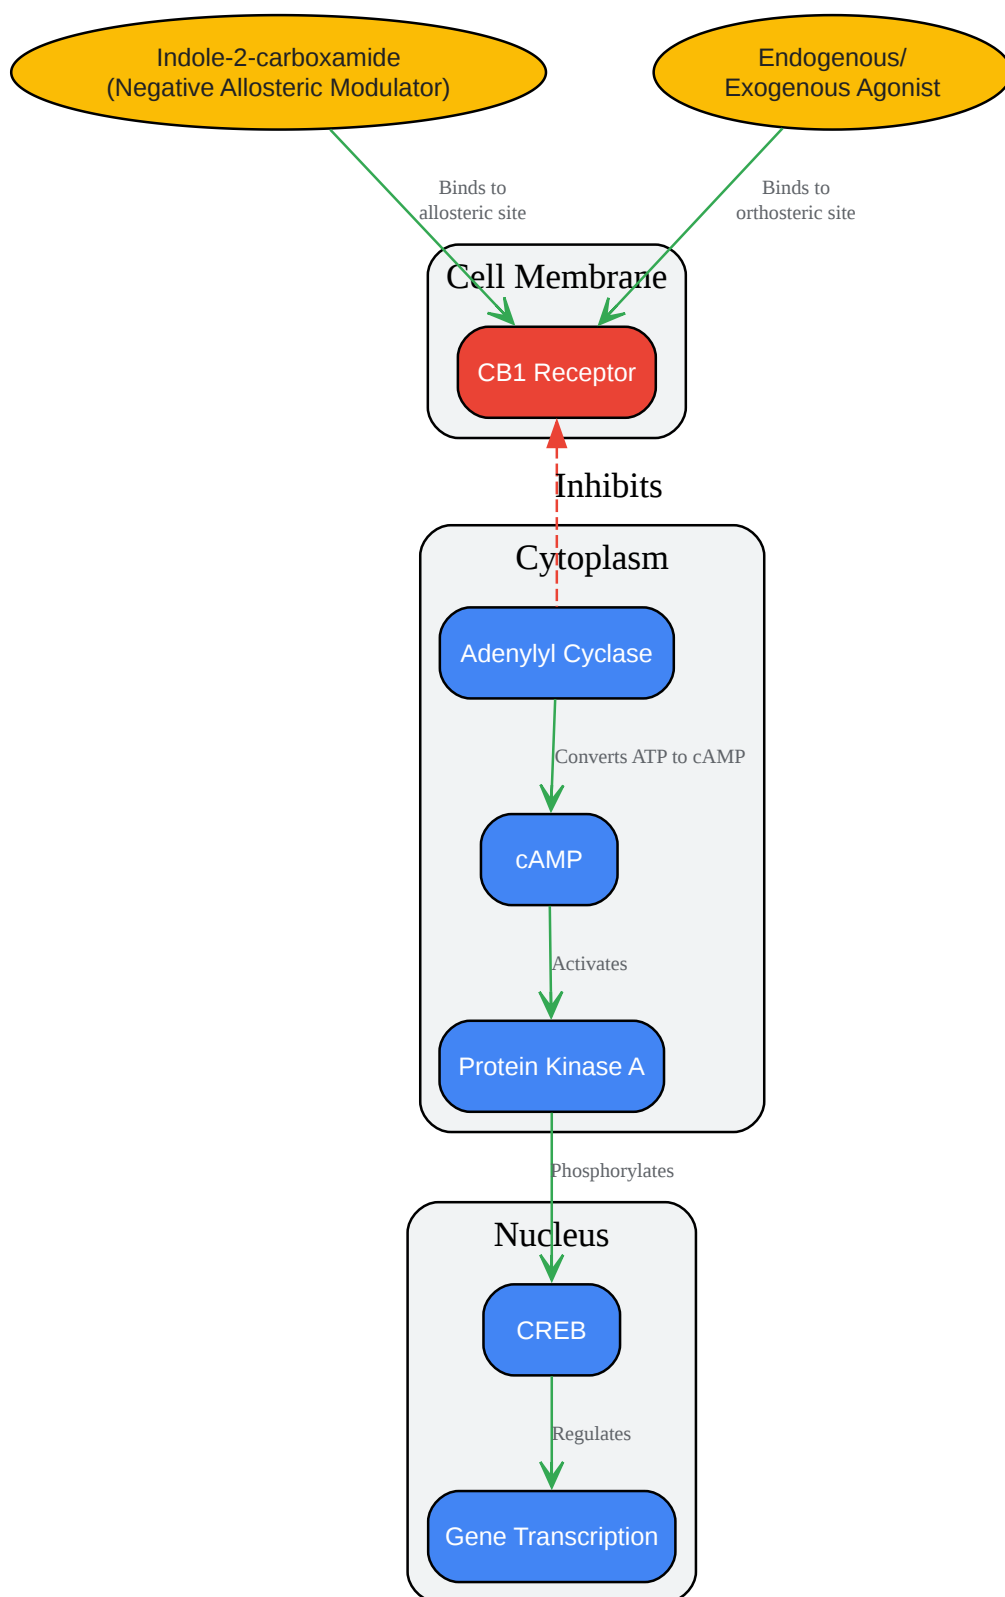 Indole-2-carboxamide
(Negative Allosteric Modulator)
Endogenous/
Exogenous Agonist
Binds to
allosteric site
Binds to
orthosteric site
Cell Membrane
CB1 Receptor
Inhibits
Cytoplasm
Adenylyl Cyclase
Converts ATP to cAMP
cAMP
Activates
Protein Kinase A
Phosphorylates
Nucleus
CREB
Regulates
Gene Transcription